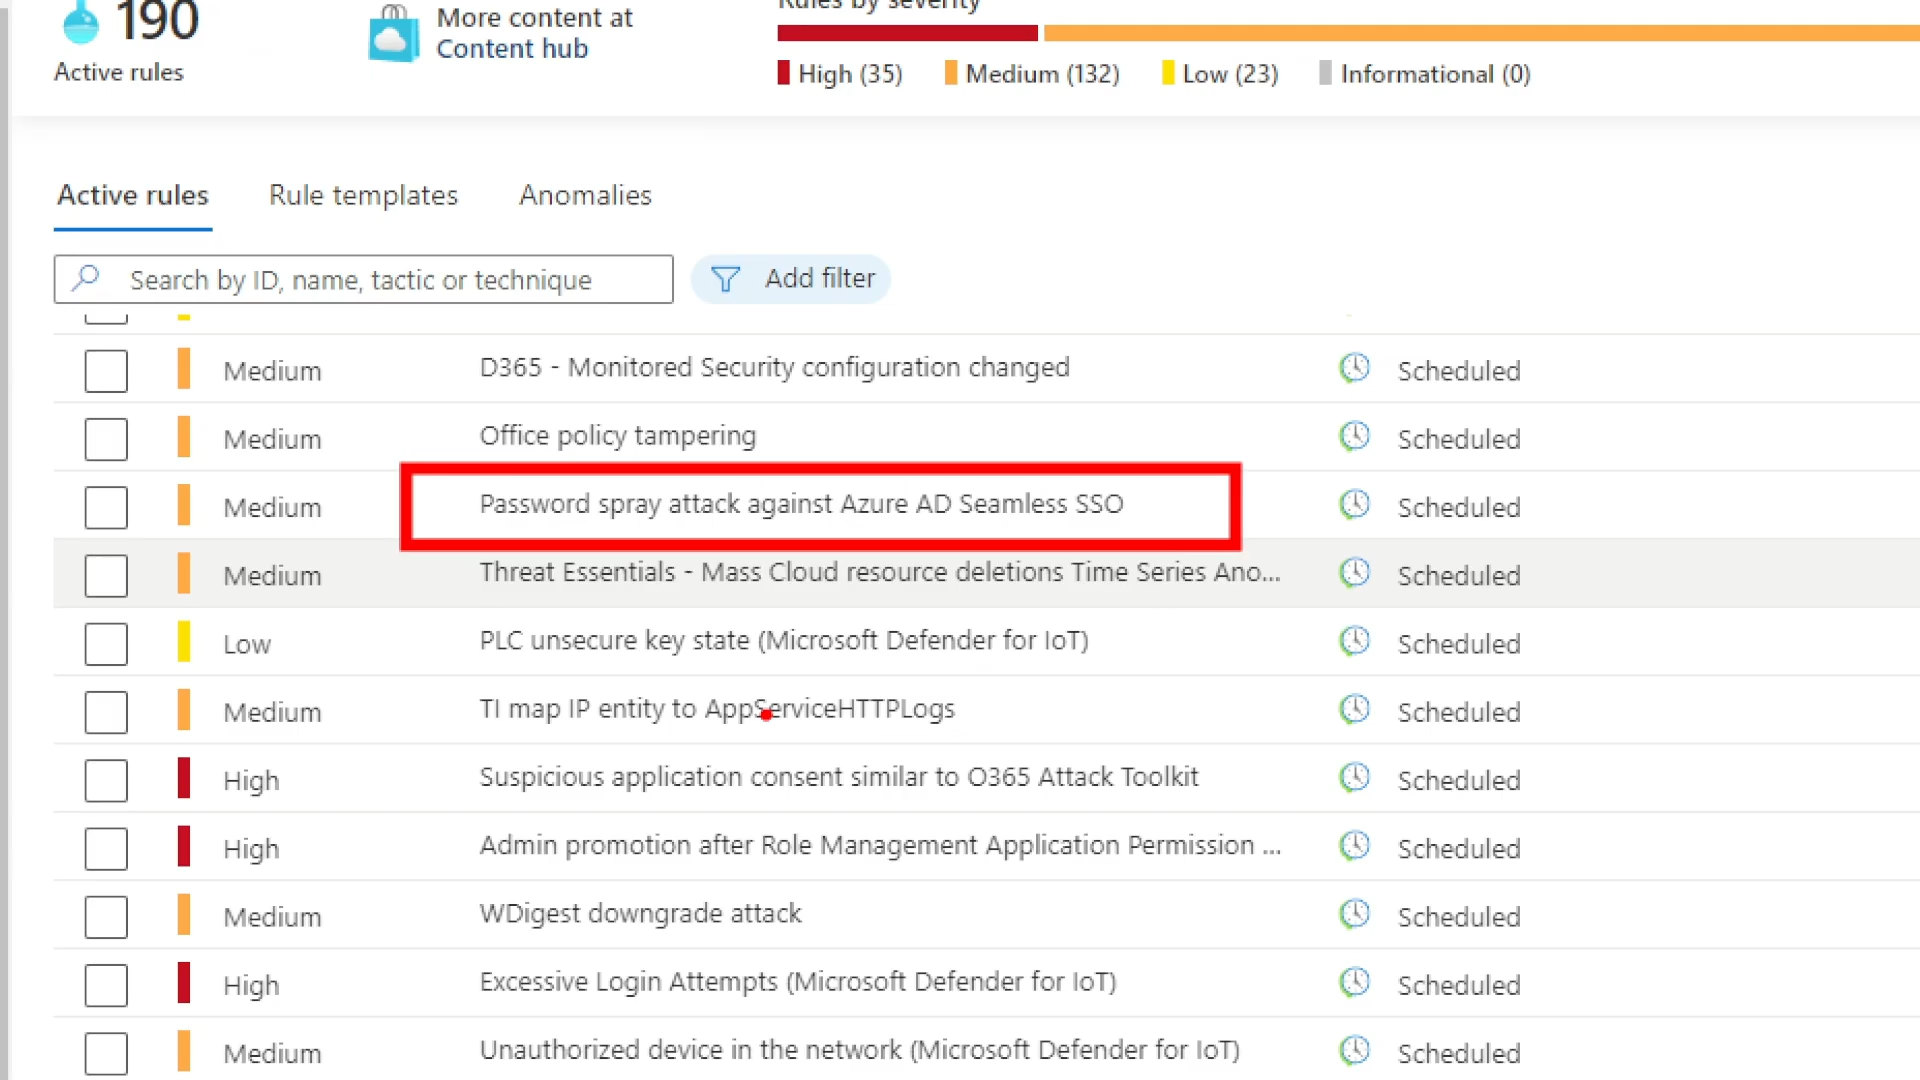 190
Active rules
More content at
Content hub
Rules by severity
High (35)
Medium (132)
Low (23)
Informational (0)
Active rules
Rule templates
Anomalies
Search by ID, name, tactic or technique
Add filter
Medium D365 - Monitored Security configuration changed Scheduled
Medium Office policy tampering Scheduled
Medium Password spray attack against Azure AD Seamless SSO Scheduled
Medium Threat Essentials - Mass Cloud resource deletions Time Series Ano... Scheduled
Low PLC unsecure key state (Microsoft Defender for IoT) Scheduled
Medium TI map IP entity to AppServiceHTTPLogs Scheduled
High Suspicious application consent similar to O365 Attack Toolkit Scheduled
High Admin promotion after Role Management Application Permission ... Scheduled
Medium WDigest downgrade attack Scheduled
High Excessive Login Attempts (Microsoft Defender for IoT) Scheduled
Medium Unauthorized device in the network (Microsoft Defender for IoT) Scheduled